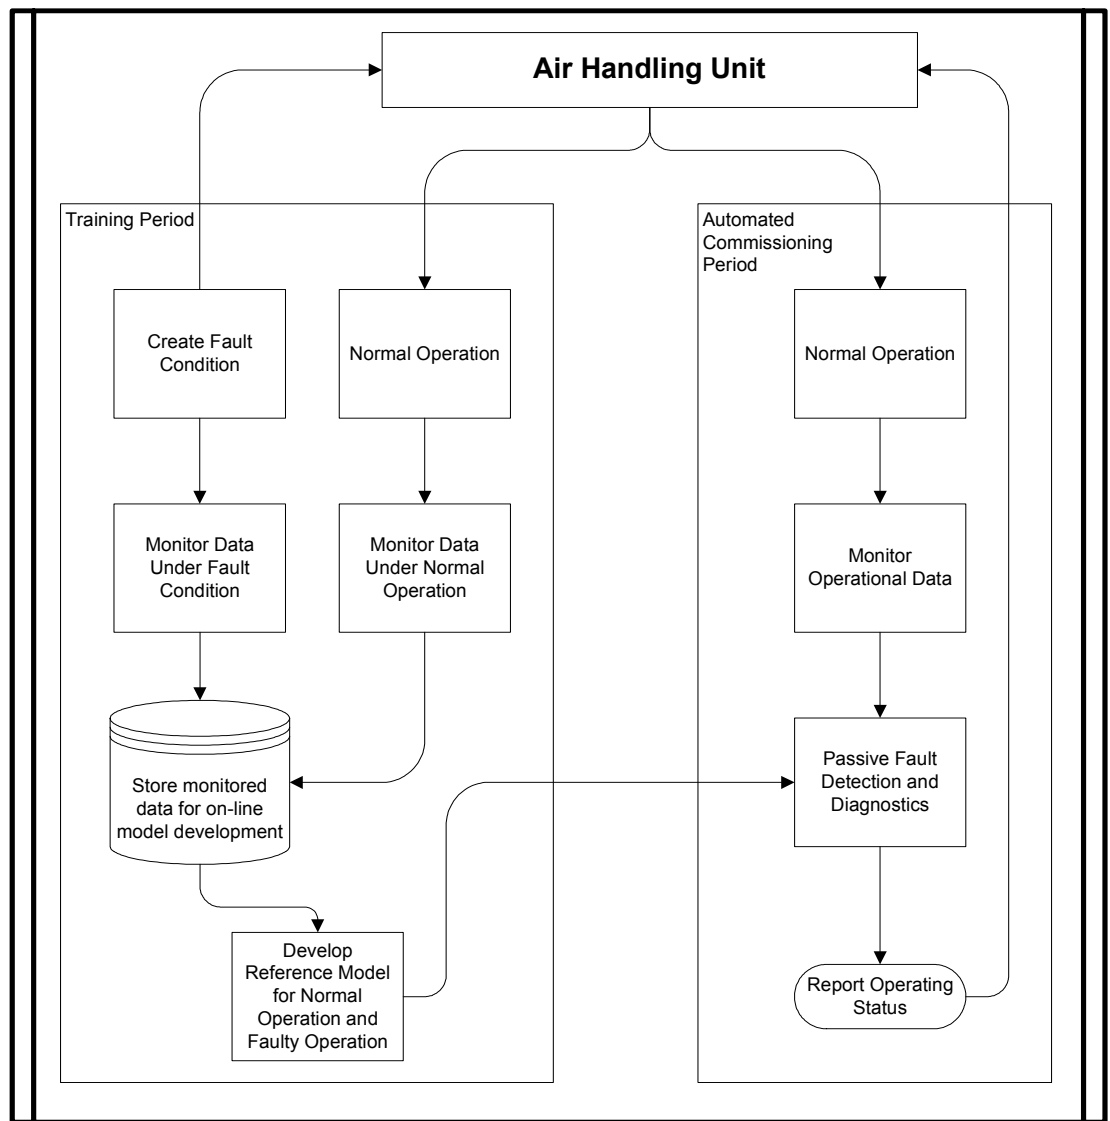 Air Handling Unit
Training Period
Create Fault
Condition
Normal Operation
Monitor Data
Under Fault
Condition
Monitor Data
Under Normal
Operation
Store monitored
data for on-line
model development
Develop
Reference Model
for Normal
Operation and
Faulty Operation
Automated
Commissioning
Period
Normal Operation
Monitor
Operational Data
Passive Fault
Detection and
Diagnostics
Report Operating
Status